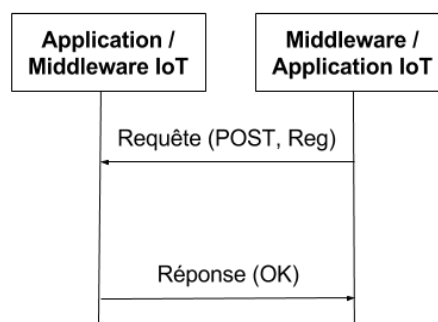 Application /
Middleware IoT
Middleware /
Application IoT
Requête (POST, Reg)
Réponse (OK)